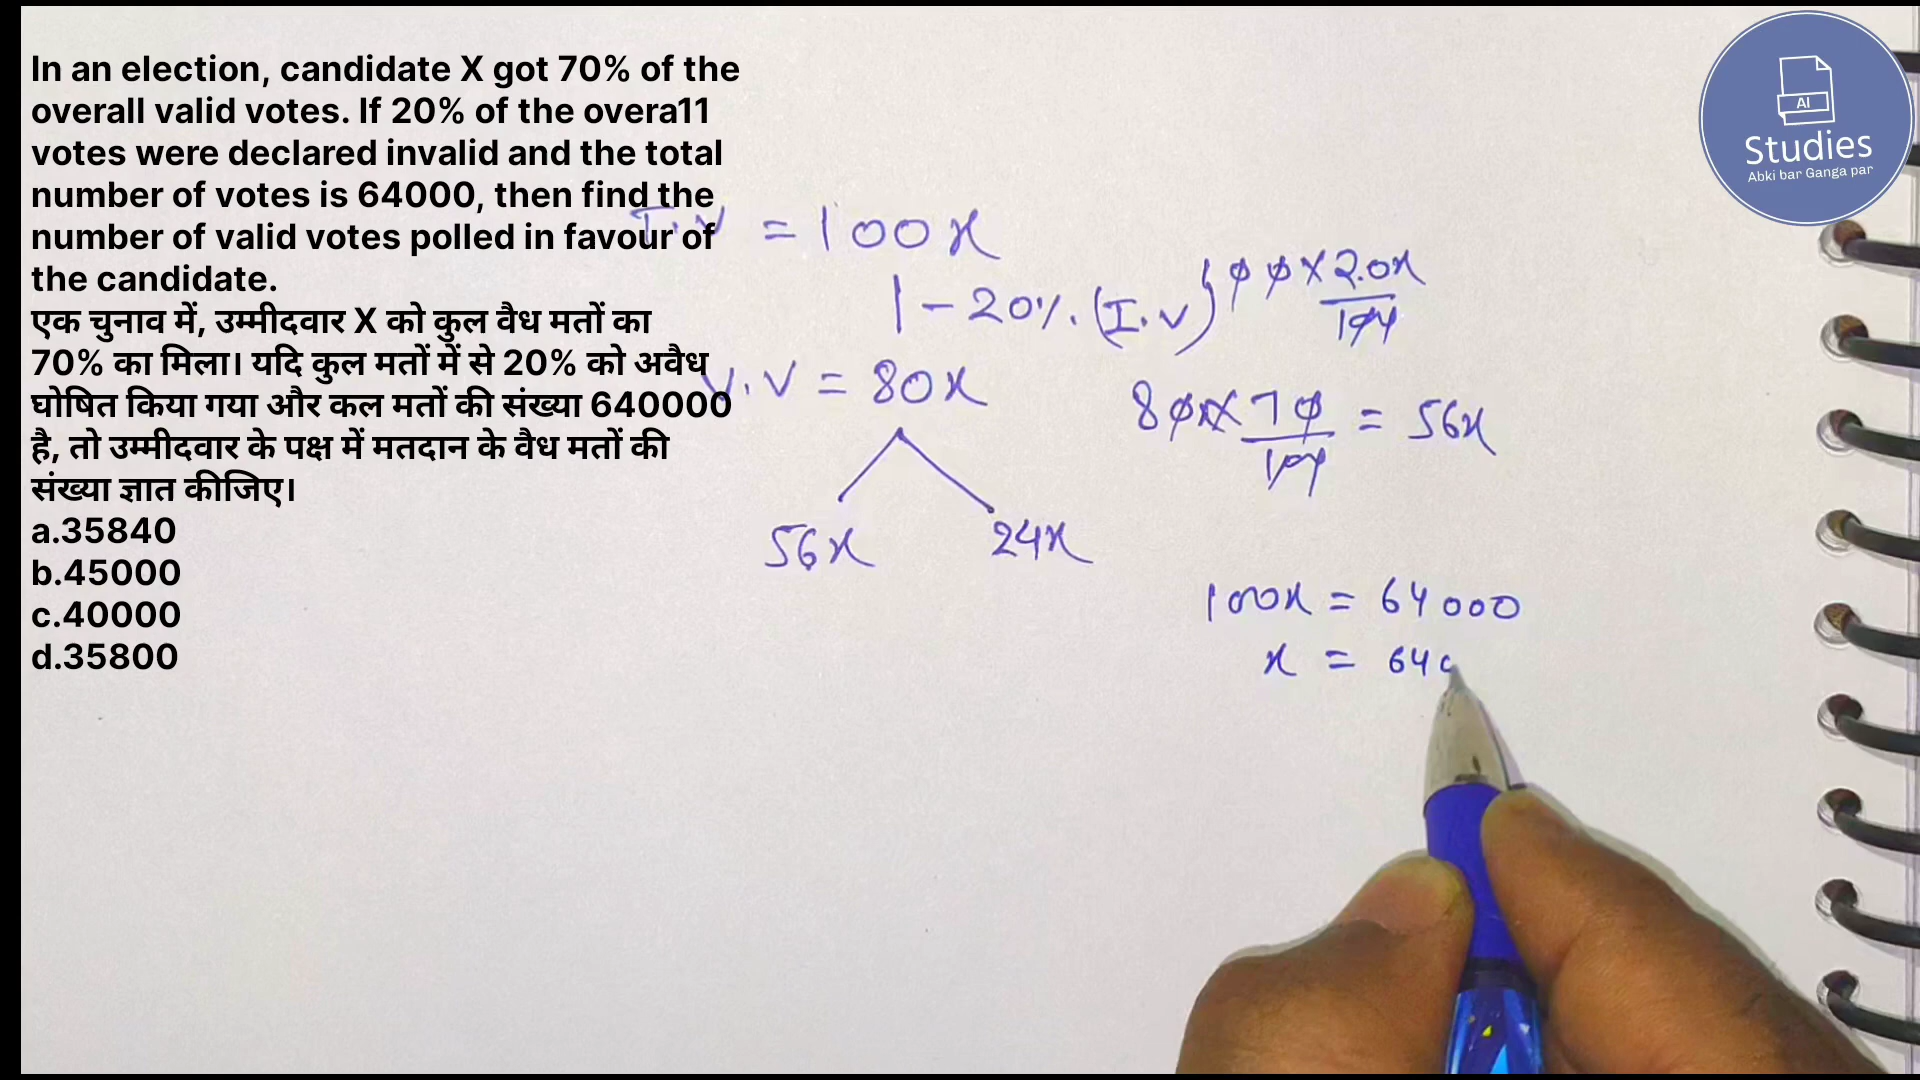 In an election, candidate X got 70% of the
overall valid votes. If 20% of the overa11
votes were declared invalid and the total
number of votes is 64000, then find the
number of valid votes polled in favour of
the candidate.
एक चुनाव में, उम्मीदवार X को कुल वैध मतों का
70% का मिला। यदि कुल मतों में से 20% को अवैध
घोषित किया गया और कल मतों की संख्या 640000
है, तो उम्मीदवार के पक्ष में मतदान के वैध मतों की
संख्या ज्ञात कीजिए।
a.35840
b.45000
c.40000
d.35800
T.V = 100x
- 20% (I.V) 100 × 20x
100
V.V = 80x
80x × 70 = 56x
100
56x 24x
100x = 64000
x = 640
AI
Studies
Abki bar Ganga par